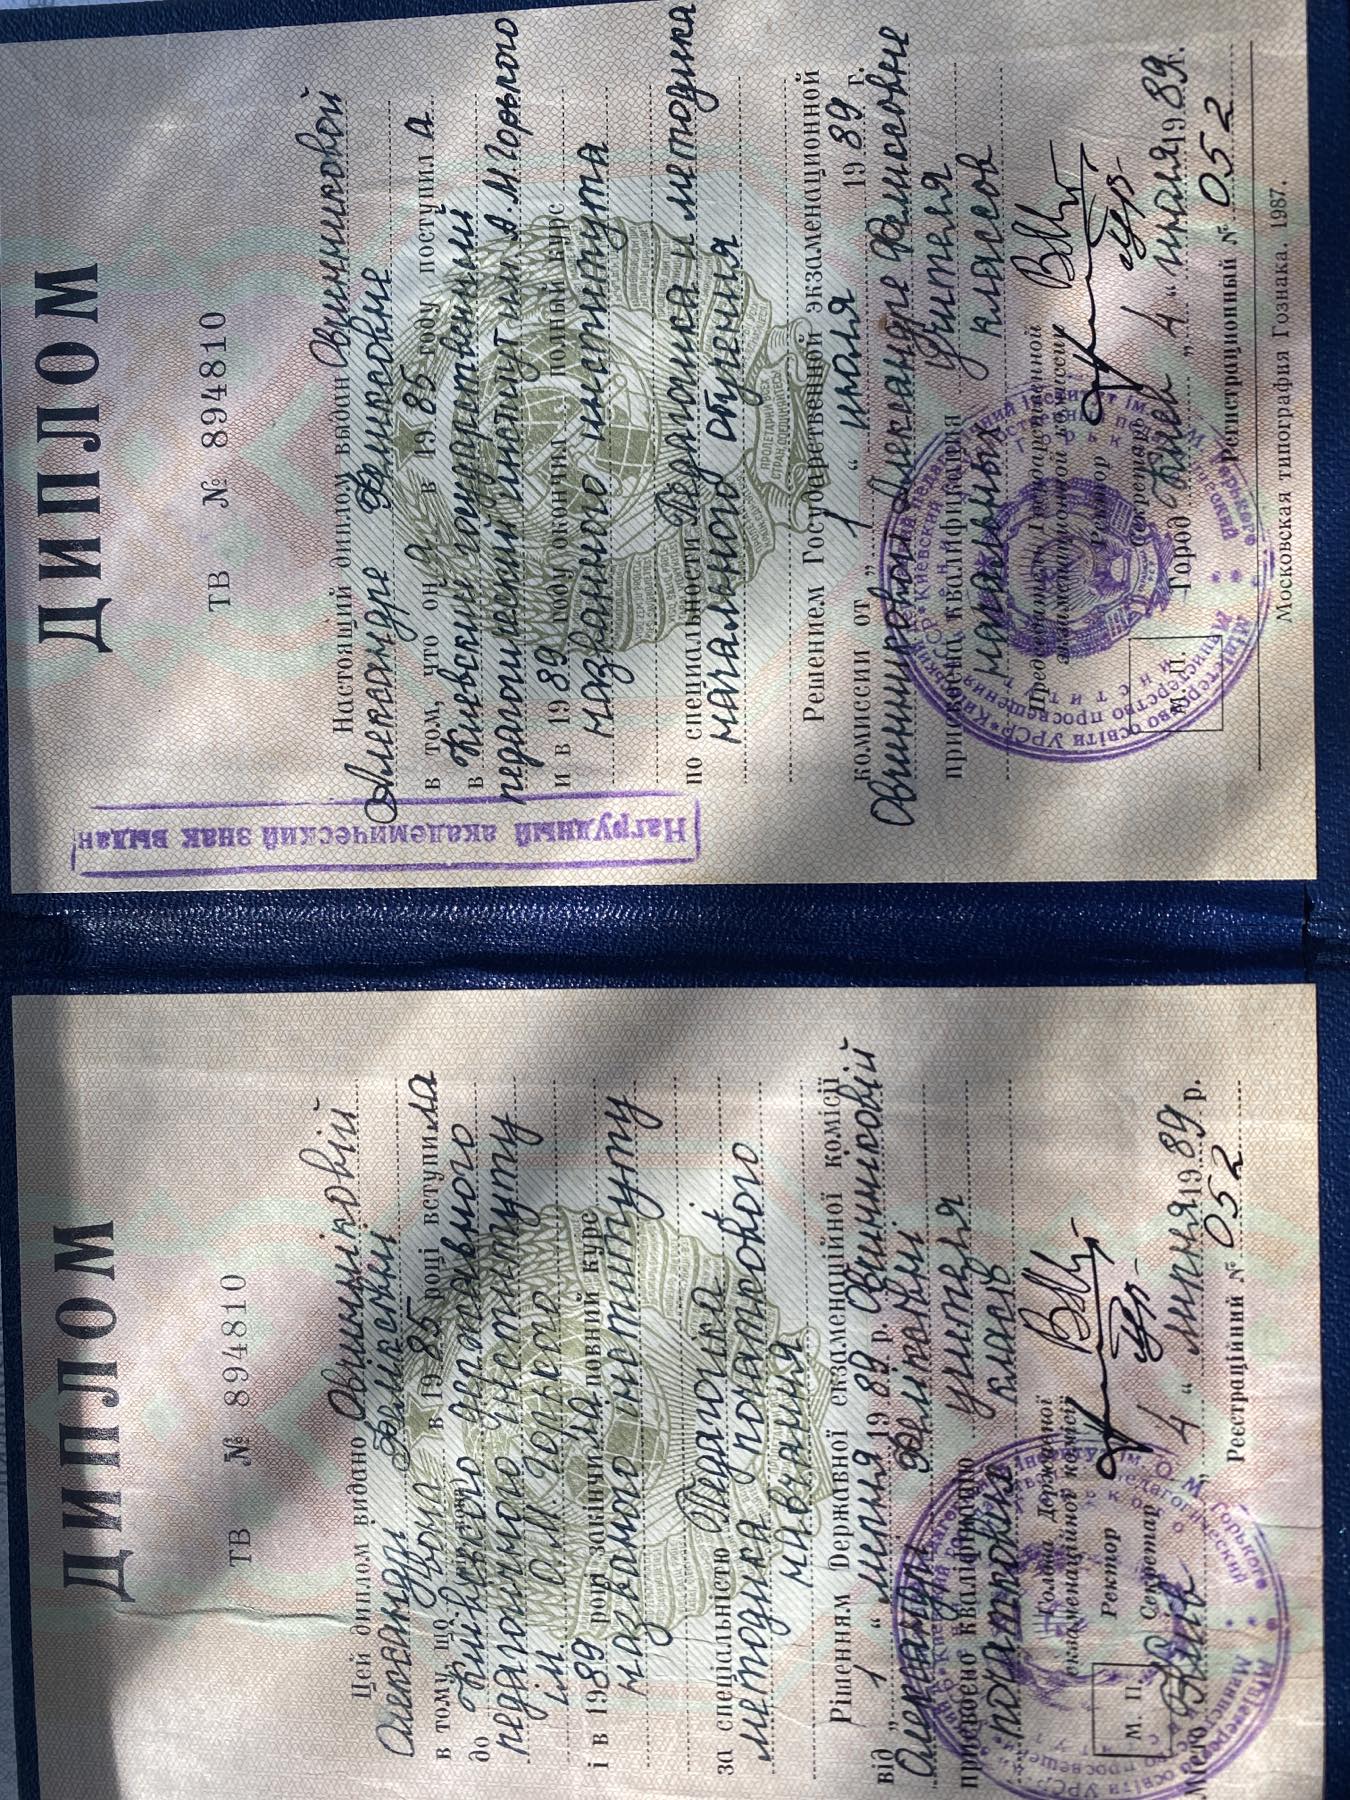 ДИПЛОМ
ТВ № 894810
Цей диплом видано Овчинніковій
Олександрі Фоліківні
в тому, що вона в 1985 році вступила
до Київського державного
педагогічного інституту
ім. О.М. Горького
і в 1989 році закінчила повний курс
названого інституту
за спеціальністю Педагогіка і
методика початкового
навчання
Рішенням Державної екзаменаційної комісії
від „1“ липня 1989 р. Овчинніковій
Олександрі
присвоєно кваліфікацію учителя
початкових класів
Голова Державної
екзаменаційної комісії
Ректор
Секретар
М. П.
Місто Київ „4“ липня 1989 р.
Реєстраційний № 052
Нагрудный академический знак выдан
ДИПЛОМ
ТВ № 894810
Настоящий диплом выдан Овчинниковой
Александре
в том, что она в 1985 году поступила
в Киевский государственный
педагогический институт им. А.М. Горького
и в 1989 году окончила полный курс
названного института
по специальности Педагогика и методика
начального обучения
Решением Государственной экзаменационной
комиссии от „1“ июля 1989 г.
Овчинниковой Александре
присвоена квалификация учителя
начальных классов
Председатель Государственной
экзаменационной комиссии
Ректор
Секретарь
М. П.
Город Киев „4“ июля 1989 г.
Регистрационный № 052
Московская типография Гознака. 1987.